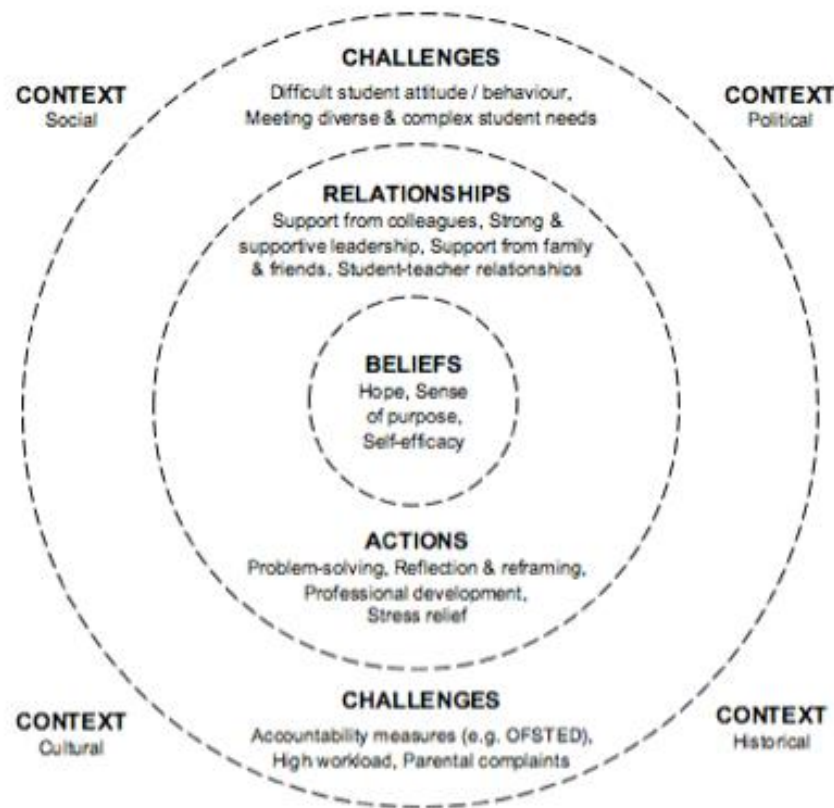 CHALLENGES
Difficult student attitude / behaviour,
Meeting diverse & complex student needs
CONTEXT
Social
CONTEXT
Political
RELATIONSHIPS
Support from colleagues, Strong &
supportive leadership, Support from family
& friends. Student-teacher relationships
BELIEFS
Hope, Sense
of purpose,
Self-efficacy
ACTIONS
Problem-solving, Reflection & reframing,
Professional development,
Stress relief
CHALLENGES
Accountability measures (e.g. OFSTED),
High workload, Parental complaints
CONTEXT
Cultural
CONTEXT
Historical